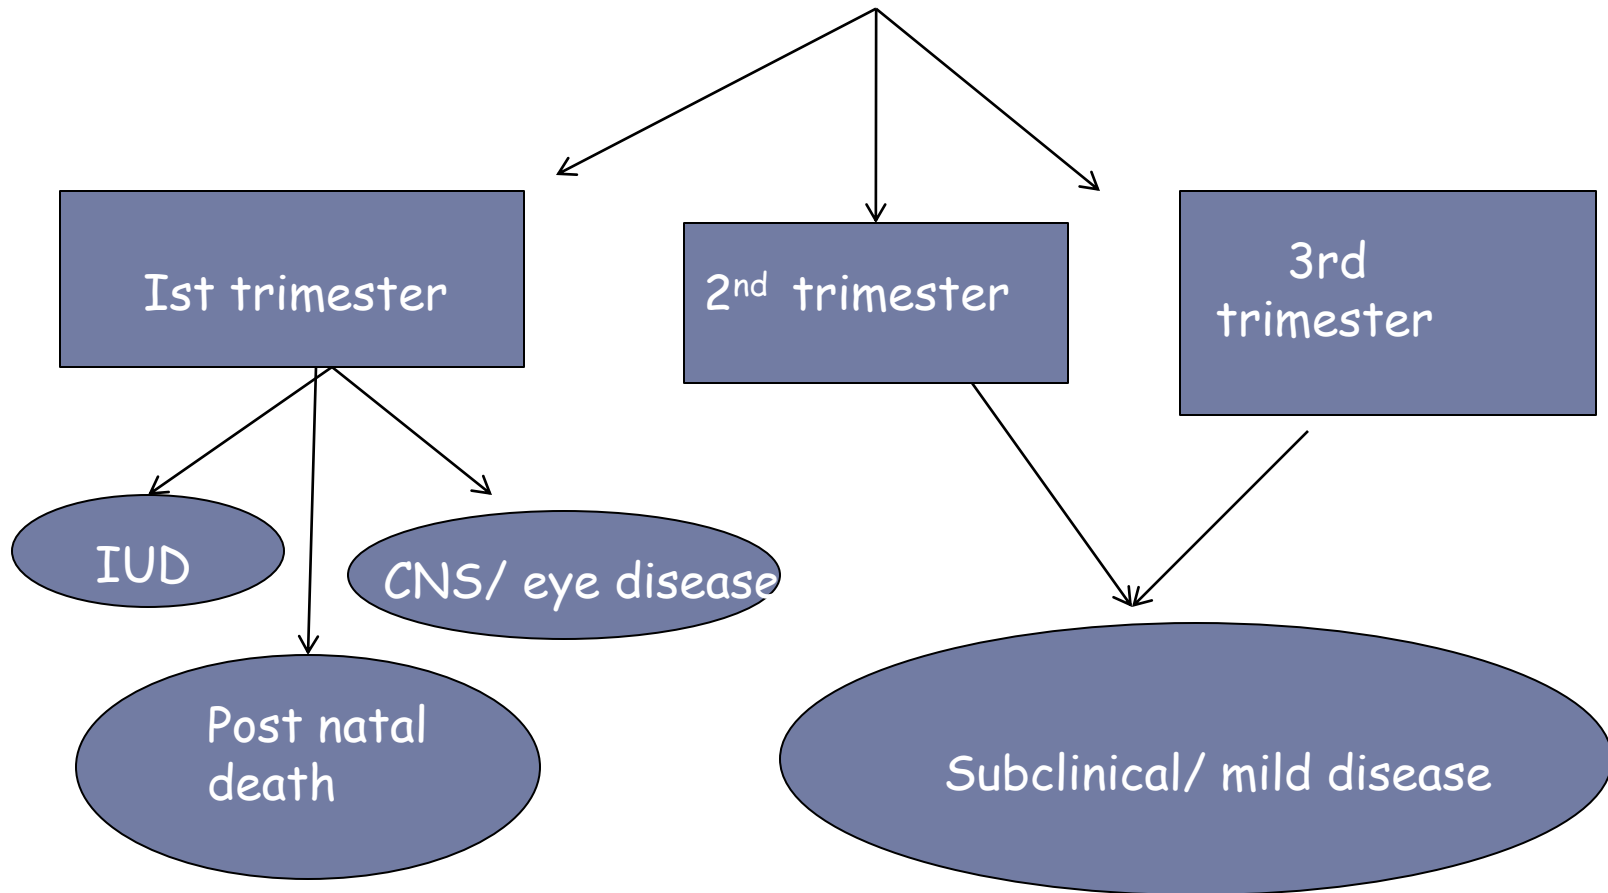 Ist trimester
2nd trimester
3rd
trimester
IUD
CNS/ eye disease
Post natal
death
Subclinical/ mild disease